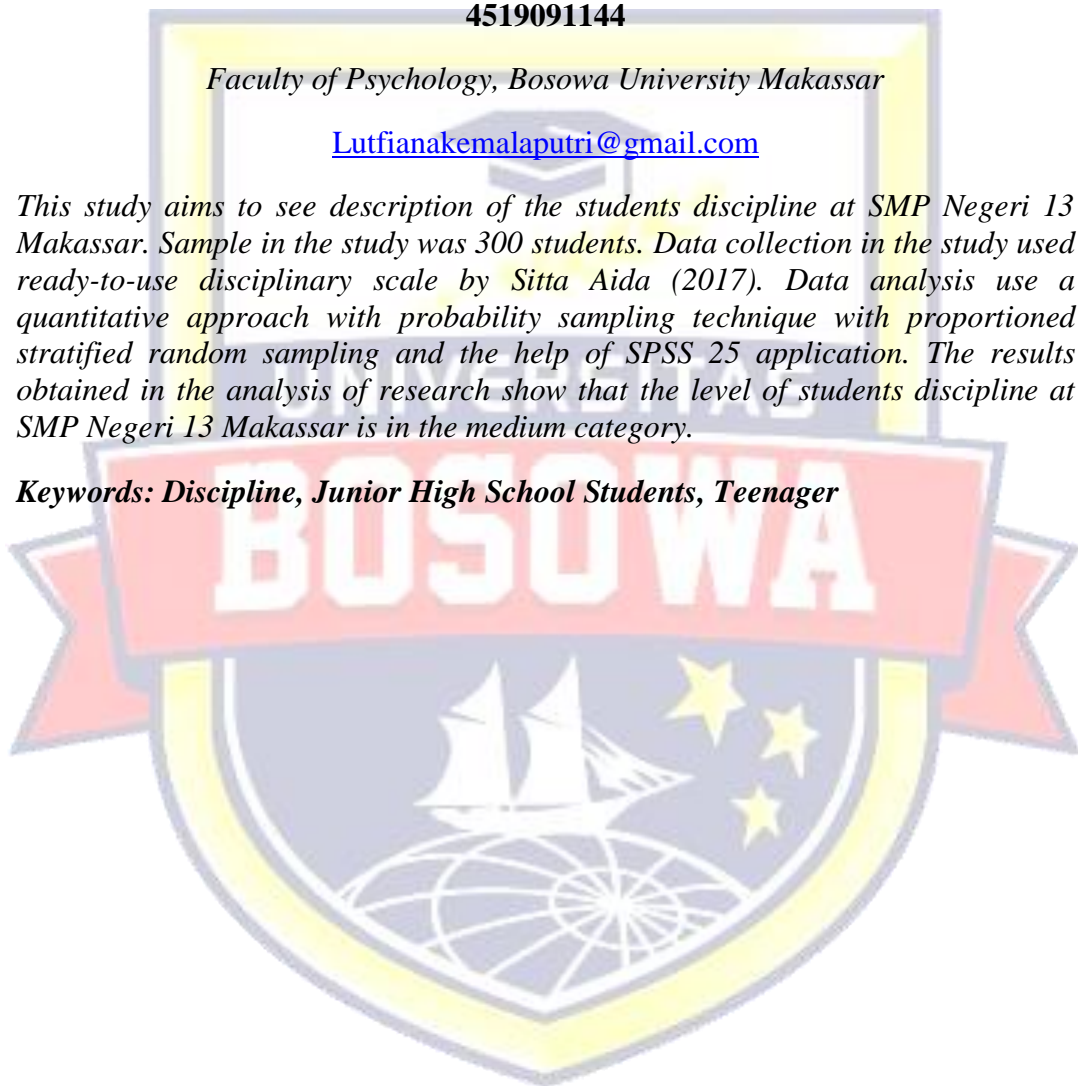 4519091144
Faculty of Psychology, Bosowa University Makassar
Lutfianakemalaputri@gmail.com
This study aims to see description of the students discipline at SMP Negeri 13
Makassar. Sample in the study was 300 students. Data collection in the study used
ready-to-use disciplinary scale by Sitta Aida (2017). Data analysis use a
quantitative approach with probability sampling technique with proportioned
stratified random sampling and the help of SPSS 25 application. The results
obtained in the analysis of research show that the level of students discipline at
SMP Negeri 13 Makassar is in the medium category.
UNIVERSITAS
Keywords: Discipline, Junior High School Students, Teenager
BOSOWA